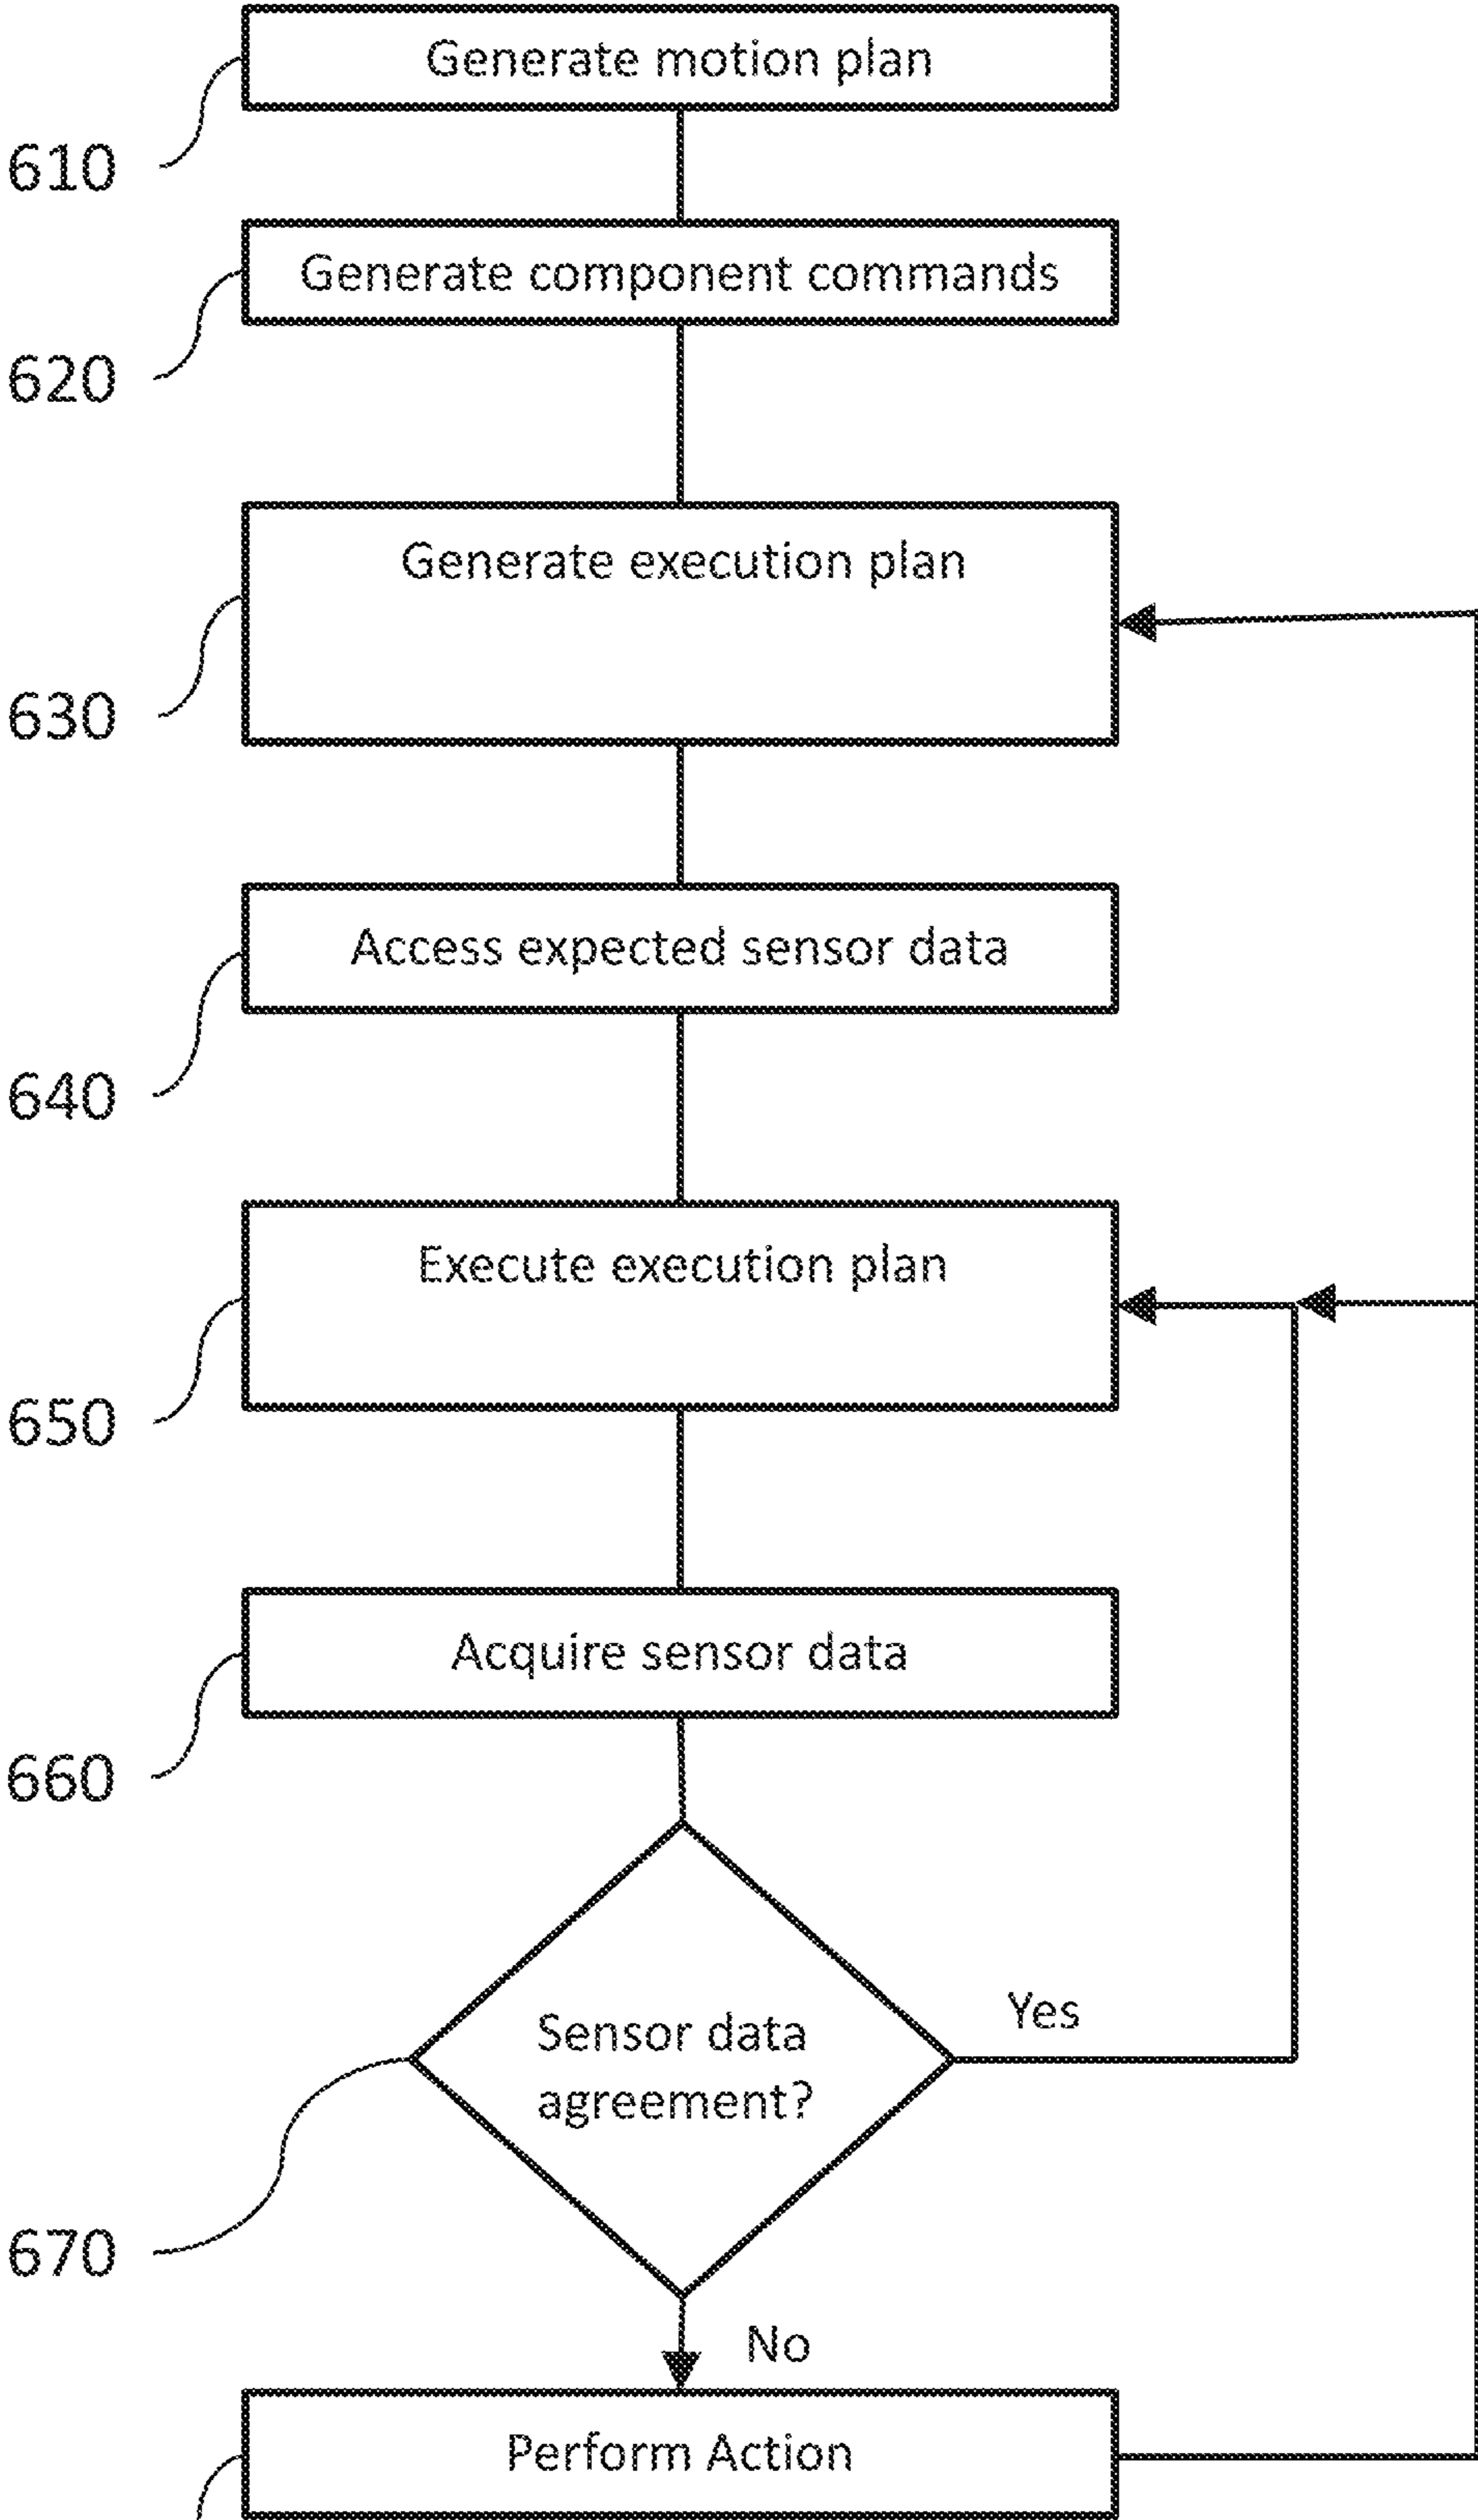 Generate motion plan
610
Generate component commands
620
Generate execution plan
630
Access expected sensor data
640
Execute execution plan
650
Acquire sensor data
660
Sensor data
agreement?
Yes
670
No
Perform Action